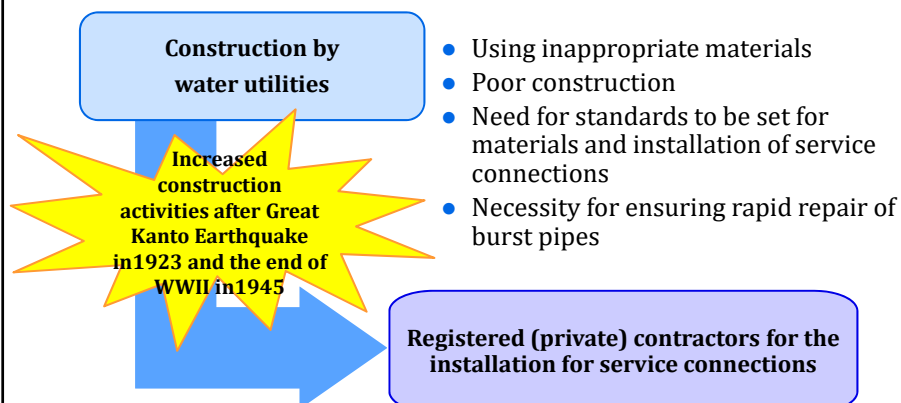 Construction by
water utilities
● Using inappropriate materials
● Poor construction
● Need for standards to be set for
materials and installation of service
connections
● Necessity for ensuring rapid repair of
burst pipes
Increased
construction
activities after Great
Kanto Earthquake
in1923 and the end of
WWII in1945
Registered (private) contractors for the
installation for service connections